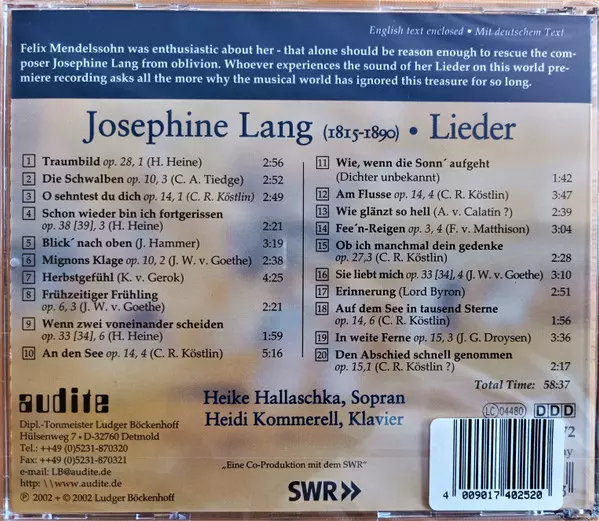 English text enclosed • Mit deutschem Text
Felix Mendelssohn was enthusiastic about her - that alone should be reason enough to rescue the com-
poser Josephine Lang from oblivion. Whoever experiences the sound of her Lieder on this world pre-
miere recording asks all the more why the musical world has ignored this treasure for so long.
Josephine Lang (1815-1890) • Lieder
1 Traumbild op. 28, 1 (H. Heine) 2:56
2 Die Schwalben op. 10, 3 (C. A. Tiedge) 2:52
3 O sehntest du dich op. 14, 1 (C. R. Köstlin) 2:49
4 Schon wieder bin ich fortgerissen
op. 38 [39], 3 (H. Heine) 2:21
5 Blick´ nach oben (J. Hammer) 3:19
6 Mignons Klage op. 10, 2 (J. W. v. Goethe) 2:38
7 Herbstgefühl (K. v. Gerok) 4:25
8 Frühzeitiger Frühling
op. 6, 3 (J. W. v. Goethe) 2:21
9 Wenn zwei voneinander scheiden
op. 33 [34], 6 (H. Heine) 1:59
10 An den See op. 14, 4 (C. R. Köstlin) 5:16
11 Wie, wenn die Sonn´ aufgeht
(Dichter unbekannt) 1:42
12 Am Flusse op. 14, 4 (C. R. Köstlin) 3:47
13 Wie glänzt so hell (A. v. Calatin ?) 2:39
14 Fee´n-Reigen op. 3, 4 (F. v. Matthison) 3:04
15 Ob ich manchmal dein gedenke
op. 27,3 (C. R. Köstlin) 2:28
16 Sie liebt mich op. 33 [34], 4 (J. W. v. Goethe) 3:10
17 Erinnerung (Lord Byron) 2:51
18 Auf dem See in tausend Sterne
op. 14, 6 (C. R. Köstlin) 1:56
19 In weite Ferne op. 15, 3 (J. G. Droysen) 3:36
20 Den Abschied schnell genommen
op. 15,1 (C. R. Köstlin ?) 2:17
Total Time: 58:37
audite
Dipl.-Tonmeister Ludger Böckenhoff
Hülsenweg 7 • D-32760 Detmold
Tel.: ++49 (0)5231-870320
Fax: ++49 (0)5231-870321
e-mail: LB@audite.de
http: \\www.audite.de
℗ 2002 + © 2002 Ludger Böckenhoff
Heike Hallaschka, Sopran
Heidi Kommerell, Klavier
„Eine Co-Produktion mit dem SWR“
SWR
LC 04480
DDD
4 009017 402520